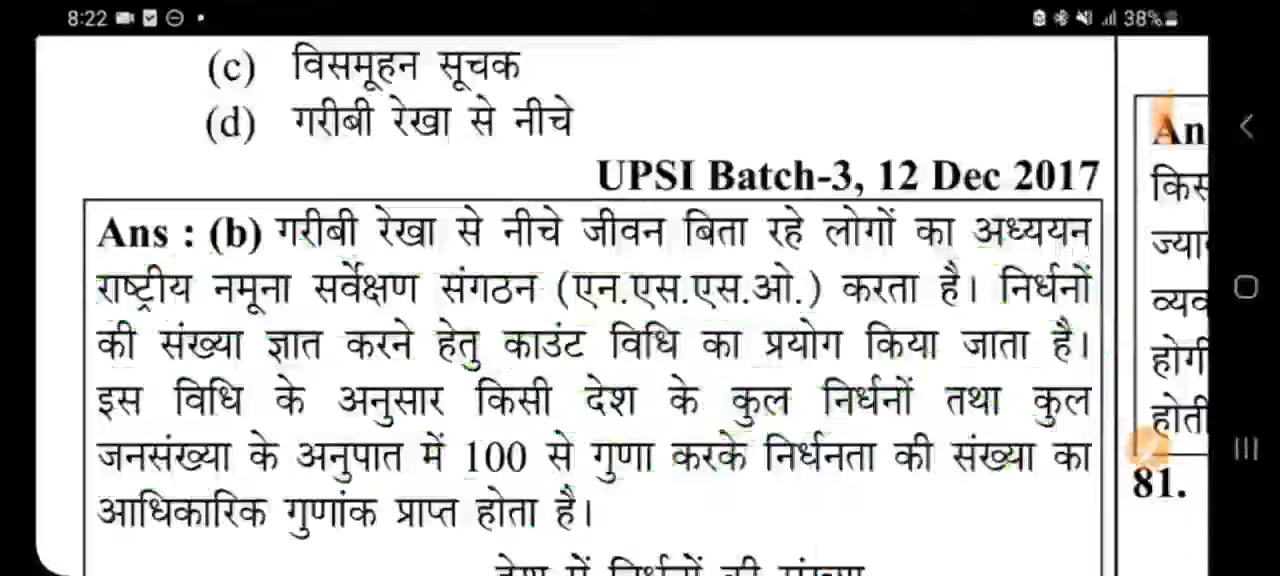 8:22
38%
(c) विसमूहन सूचक
(d) गरीबी रेखा से नीचे
UPSI Batch-3, 12 Dec 2017
Ans : (b) गरीबी रेखा से नीचे जीवन बिता रहे लोगों का अध्ययन
राष्ट्रीय नमूना सर्वेक्षण संगठन (एन.एस.एस.ओ.) करता है। निर्धनों
की संख्या ज्ञात करने हेतु काउंट विधि का प्रयोग किया जाता है।
इस विधि के अनुसार किसी देश के कुल निर्धनों तथा कुल
जनसंख्या के अनुपात में 100 से गुणा करके निर्धनता की संख्या का
आधिकारिक गुणांक प्राप्त होता है।
देश में निर्धनों की संख्या
An
किस
ज्या
व्यव
होगी
होती
81.